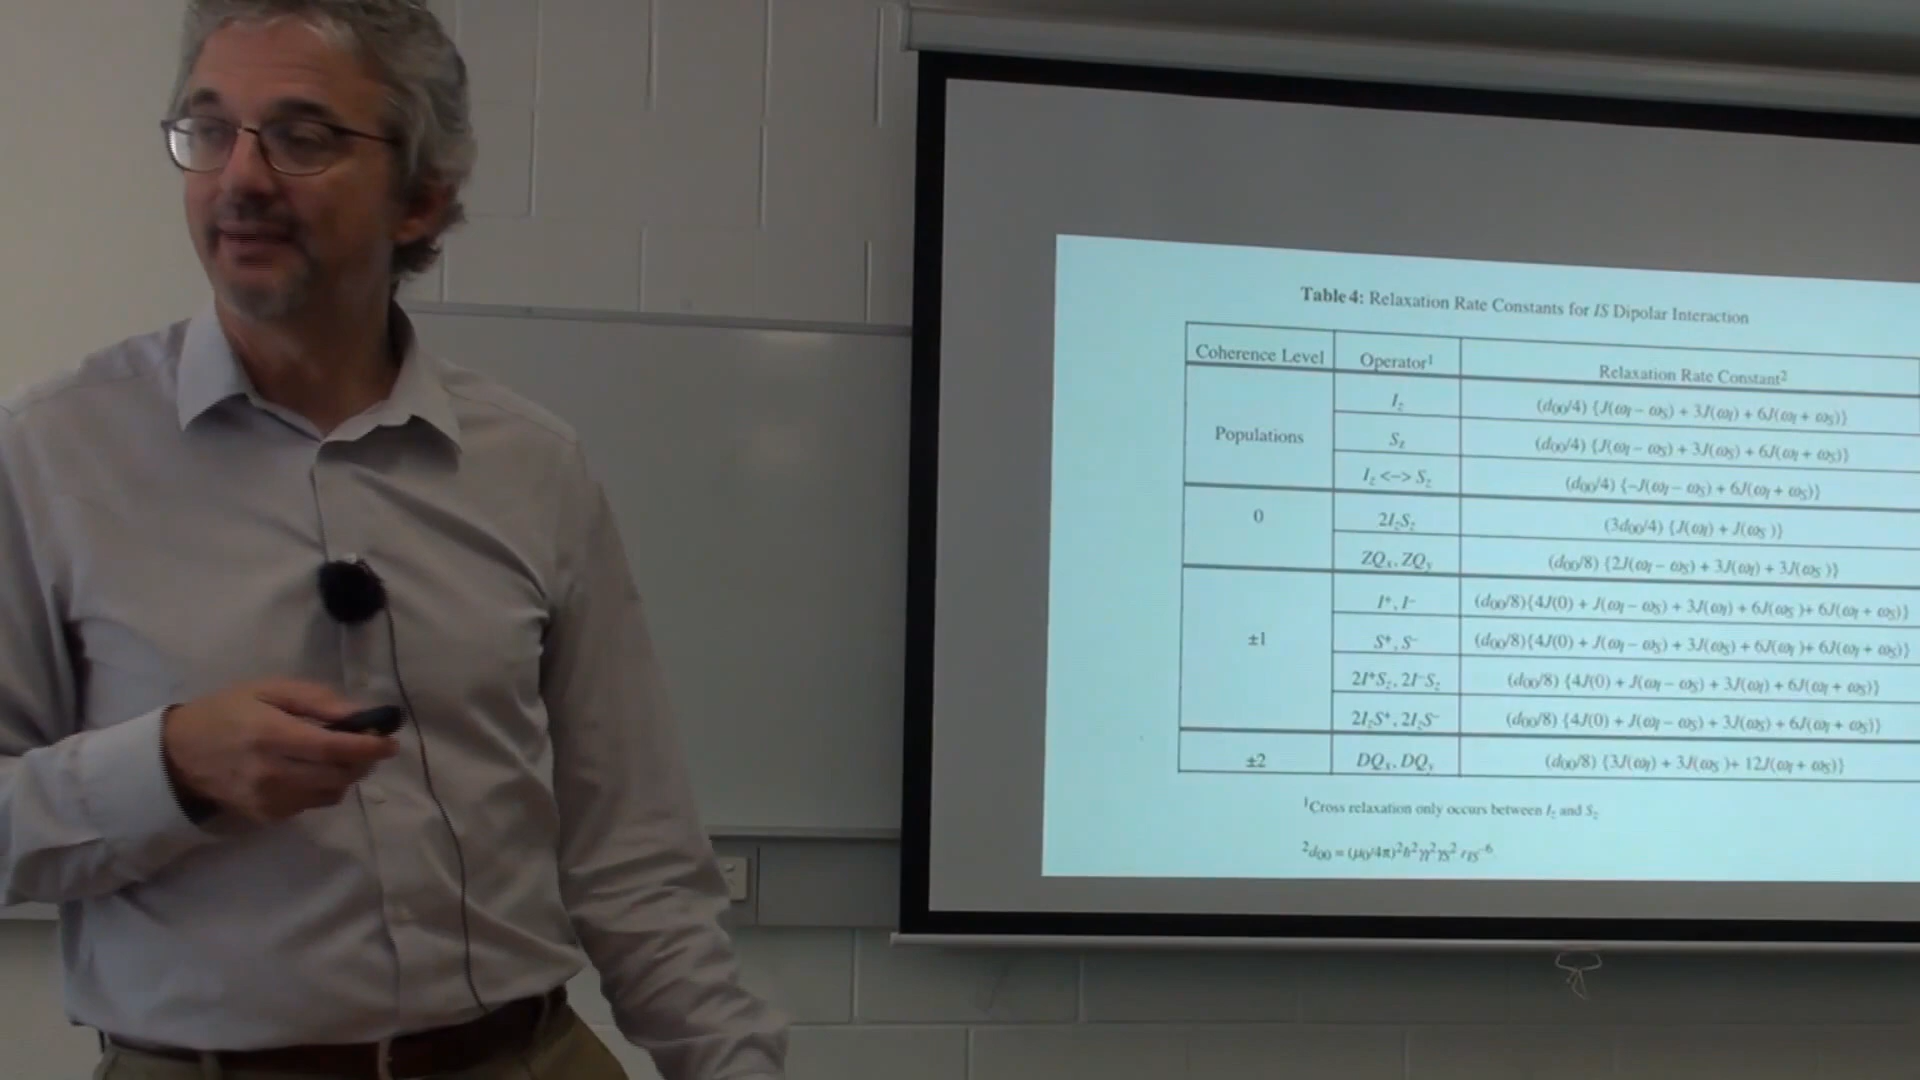 Table 4: Relaxation Rate Constants for IS Dipolar Interaction
Coherence Level Operator¹ Relaxation Rate Constant²
Populations
I_z (d₀₀/4) {J(ω_I − ω_S) + 3J(ω_I) + 6J(ω_I + ω_S)}
S_z (d₀₀/4) {J(ω_I − ω_S) + 3J(ω_S) + 6J(ω_I + ω_S)}
I_z <–> S_z (d₀₀/4) {−J(ω_I − ω_S) + 6J(ω_I + ω_S)}
0
2I_zS_z (3d₀₀/4) {J(ω_I) + J(ω_S )}
ZQ_x, ZQ_y (d₀₀/8) {2J(ω_I − ω_S) + 3J(ω_I) + 3J(ω_S )}
±1
I⁺, I⁻ (d₀₀/8){4J(0) + J(ω_I − ω_S) + 3J(ω_I) + 6J(ω_S )+ 6J(ω_I + ω_S)}
S⁺, S⁻ (d₀₀/8){4J(0) + J(ω_I − ω_S) + 3J(ω_S) + 6J(ω_I )+ 6J(ω_I + ω_S)}
2I⁺S_z, 2I⁻S_z (d₀₀/8) {4J(0) + J(ω_I − ω_S) + 3J(ω_I) + 6J(ω_I + ω_S)}
2I_zS⁺, 2I_zS⁻ (d₀₀/8) {4J(0) + J(ω_I − ω_S) + 3J(ω_S) + 6J(ω_I + ω_S)}
±2 DQ_x, DQ_y (d₀₀/8) {3J(ω_I) + 3J(ω_S )+ 12J(ω_I + ω_S)}
¹Cross relaxation only occurs between I_z and S_z
²d₀₀ = (μ₀/4π)²ħ²γ_I²γ_S² r_IS⁻⁶